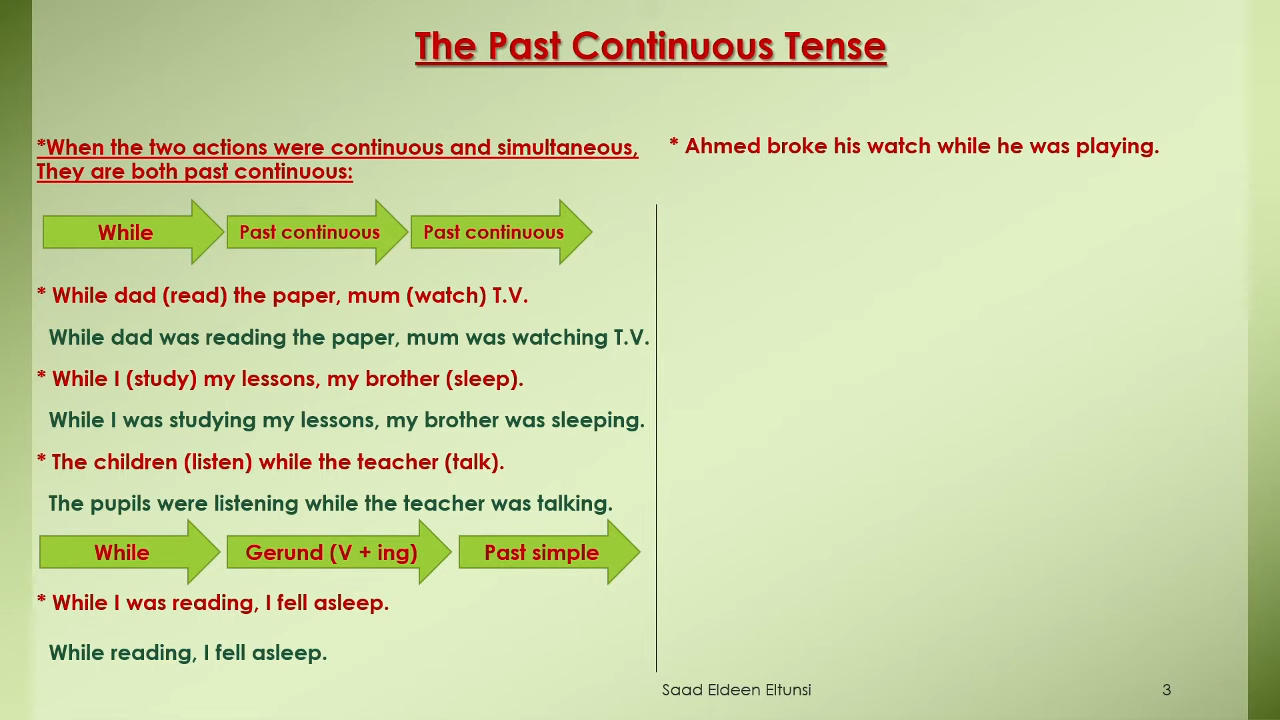 The Past Continuous Tense
*When the two actions were continuous and simultaneous,
They are both past continuous:
While
Past continuous
Past continuous
* While dad (read) the paper, mum (watch) T.V.
While dad was reading the paper, mum was watching T.V.
* While I (study) my lessons, my brother (sleep).
While I was studying my lessons, my brother was sleeping.
* The children (listen) while the teacher (talk).
The pupils were listening while the teacher was talking.
While
Gerund (V + ing)
Past simple
* While I was reading, I fell asleep.
While reading, I fell asleep.
* Ahmed broke his watch while he was playing.
Saad Eldeen Eltunsi
3